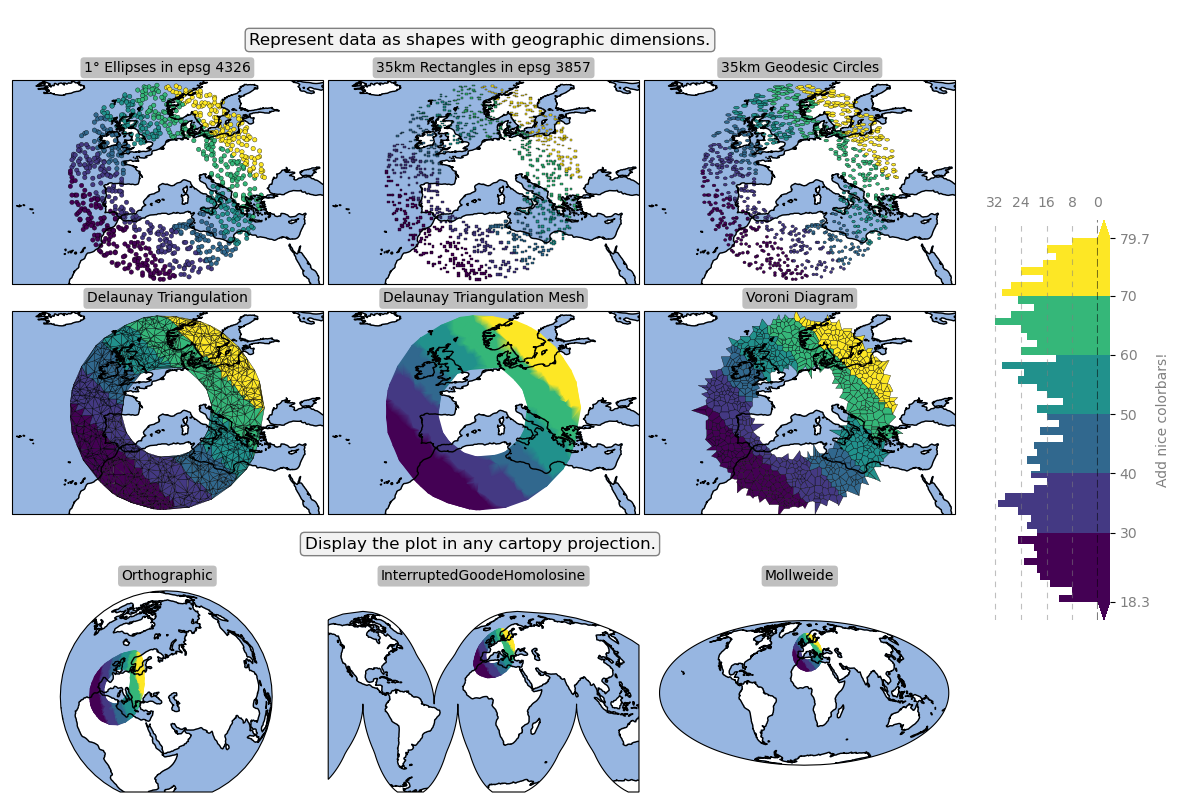 Represent data as shapes with geographic dimensions.
1° Ellipses in epsg 4326
35km Rectangles in epsg 3857
35km Geodesic Circles
Delaunay Triangulation
Delaunay Triangulation Mesh
Voroni Diagram
Display the plot in any cartopy projection.
Orthographic
InterruptedGoodeHomolosine
Mollweide
32 24 16 8 0
79.7
70
60
50
40
30
18.3
Add nice colorbars!